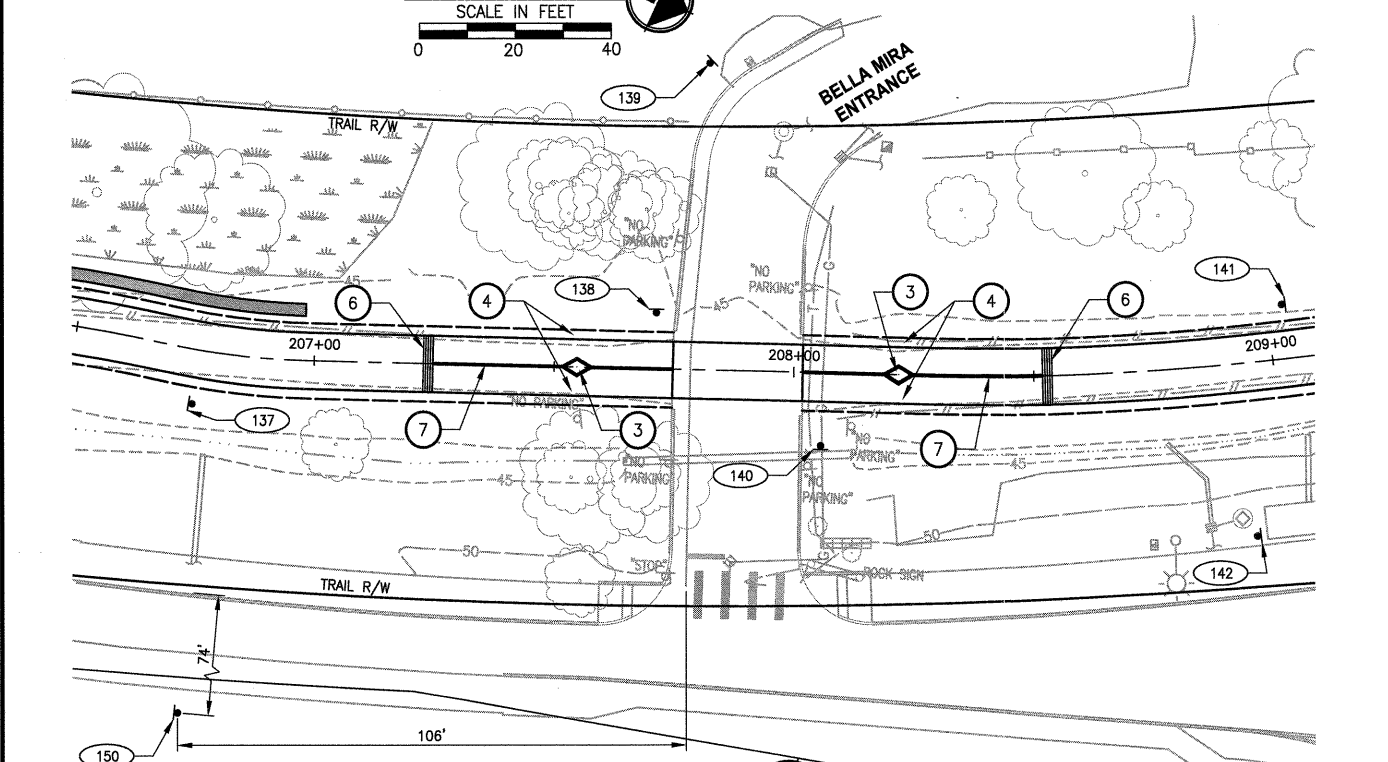 SCALE IN FEET
0 20 40
139
BELLA MIRA
ENTRANCE
TRAIL R/W
"NO
PARKING"
"NO
PARKING"
G
141
138
45
45
3
4
6
6
4
T
207+00
208+00
209+00
137
"NO PARKING"
7
3
7
"NO
PARKING"
"NO
PARKING"
140
45
45
"NO
PARKING"
50
50
G
"STOP"
ROCK SIGN
142
TRAIL R/W
74'
106'
150